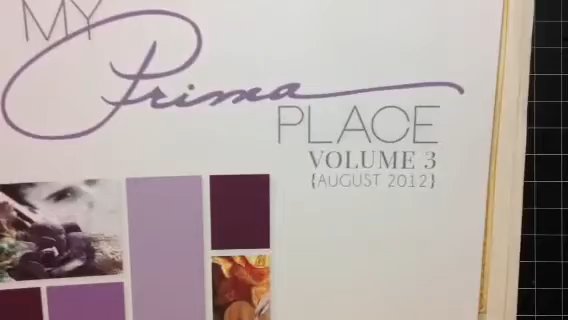 MY
Prima
PLACE
VOLUME 3
{AUGUST 2012}